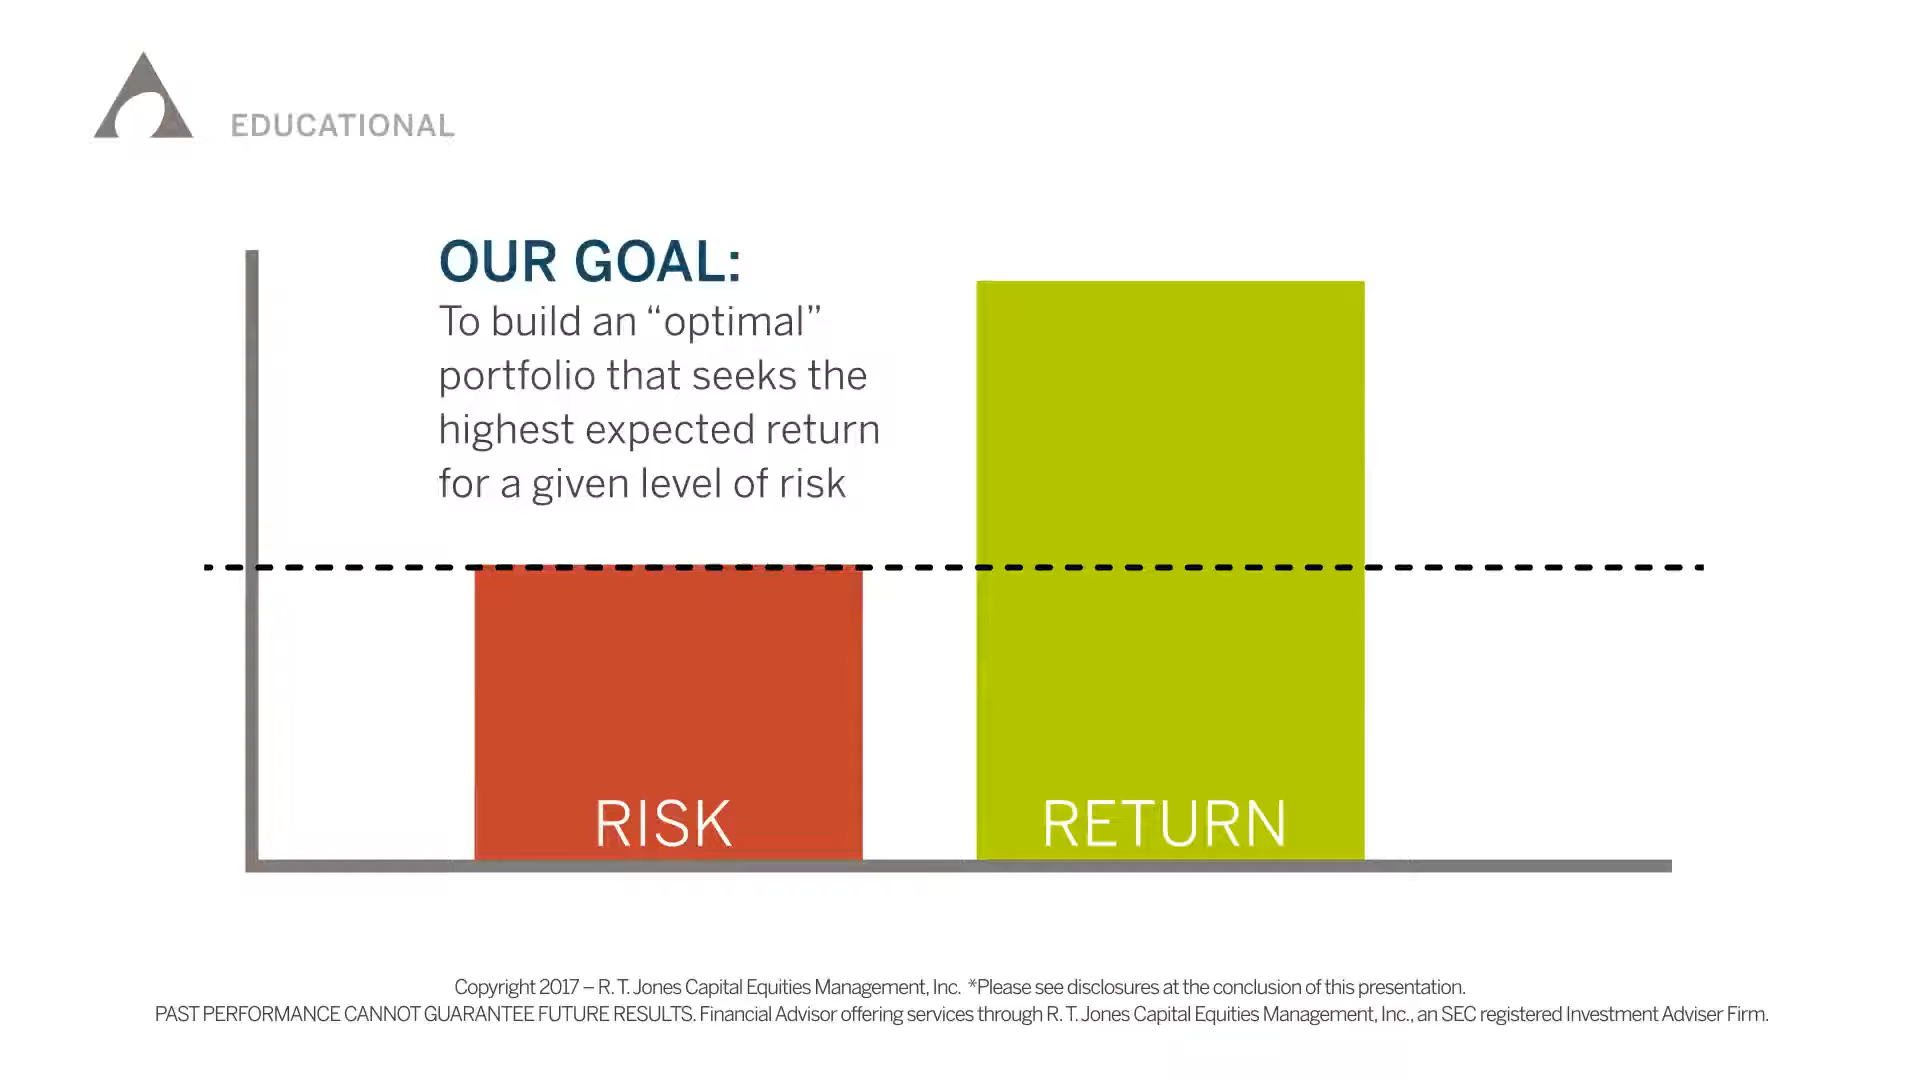 EDUCATIONAL
OUR GOAL:
To build an “optimal”
portfolio that seeks the
highest expected return
for a given level of risk
RISK
RETURN
Copyright 2017 – R. T. Jones Capital Equities Management, Inc. *Please see disclosures at the conclusion of this presentation.
PAST PERFORMANCE CANNOT GUARANTEE FUTURE RESULTS. Financial Advisor offering services through R. T. Jones Capital Equities Management, Inc., an SEC registered Investment Adviser Firm.